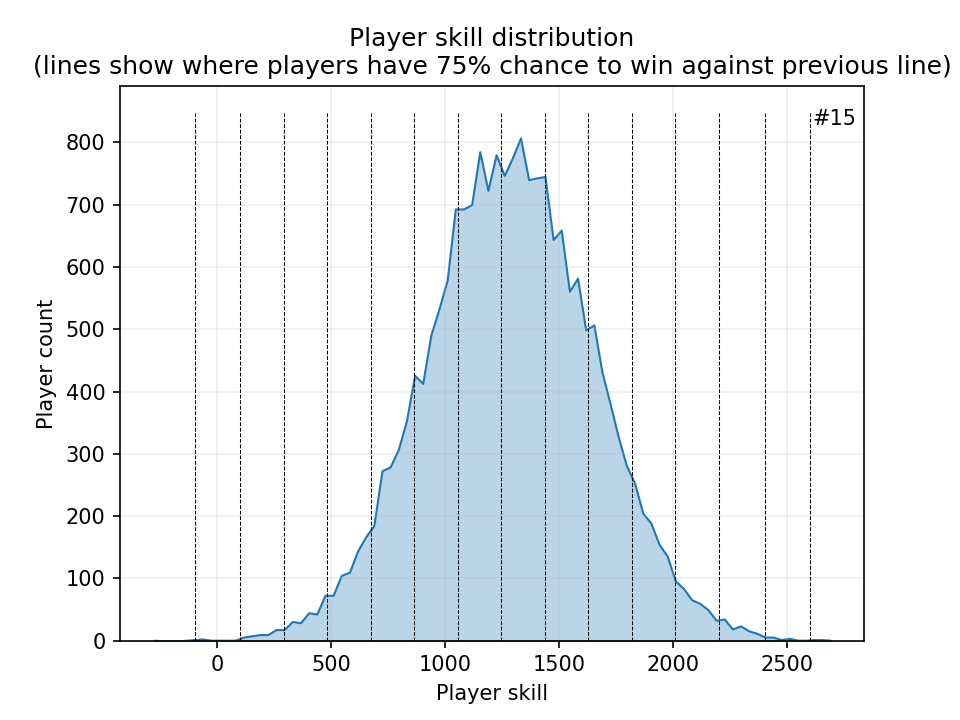 Player skill distribution
(lines show where players have 75% chance to win against previous line)
#15
800
700
600
500
400
300
200
100
0
Player count
0 500 1000 1500 2000 2500
Player skill